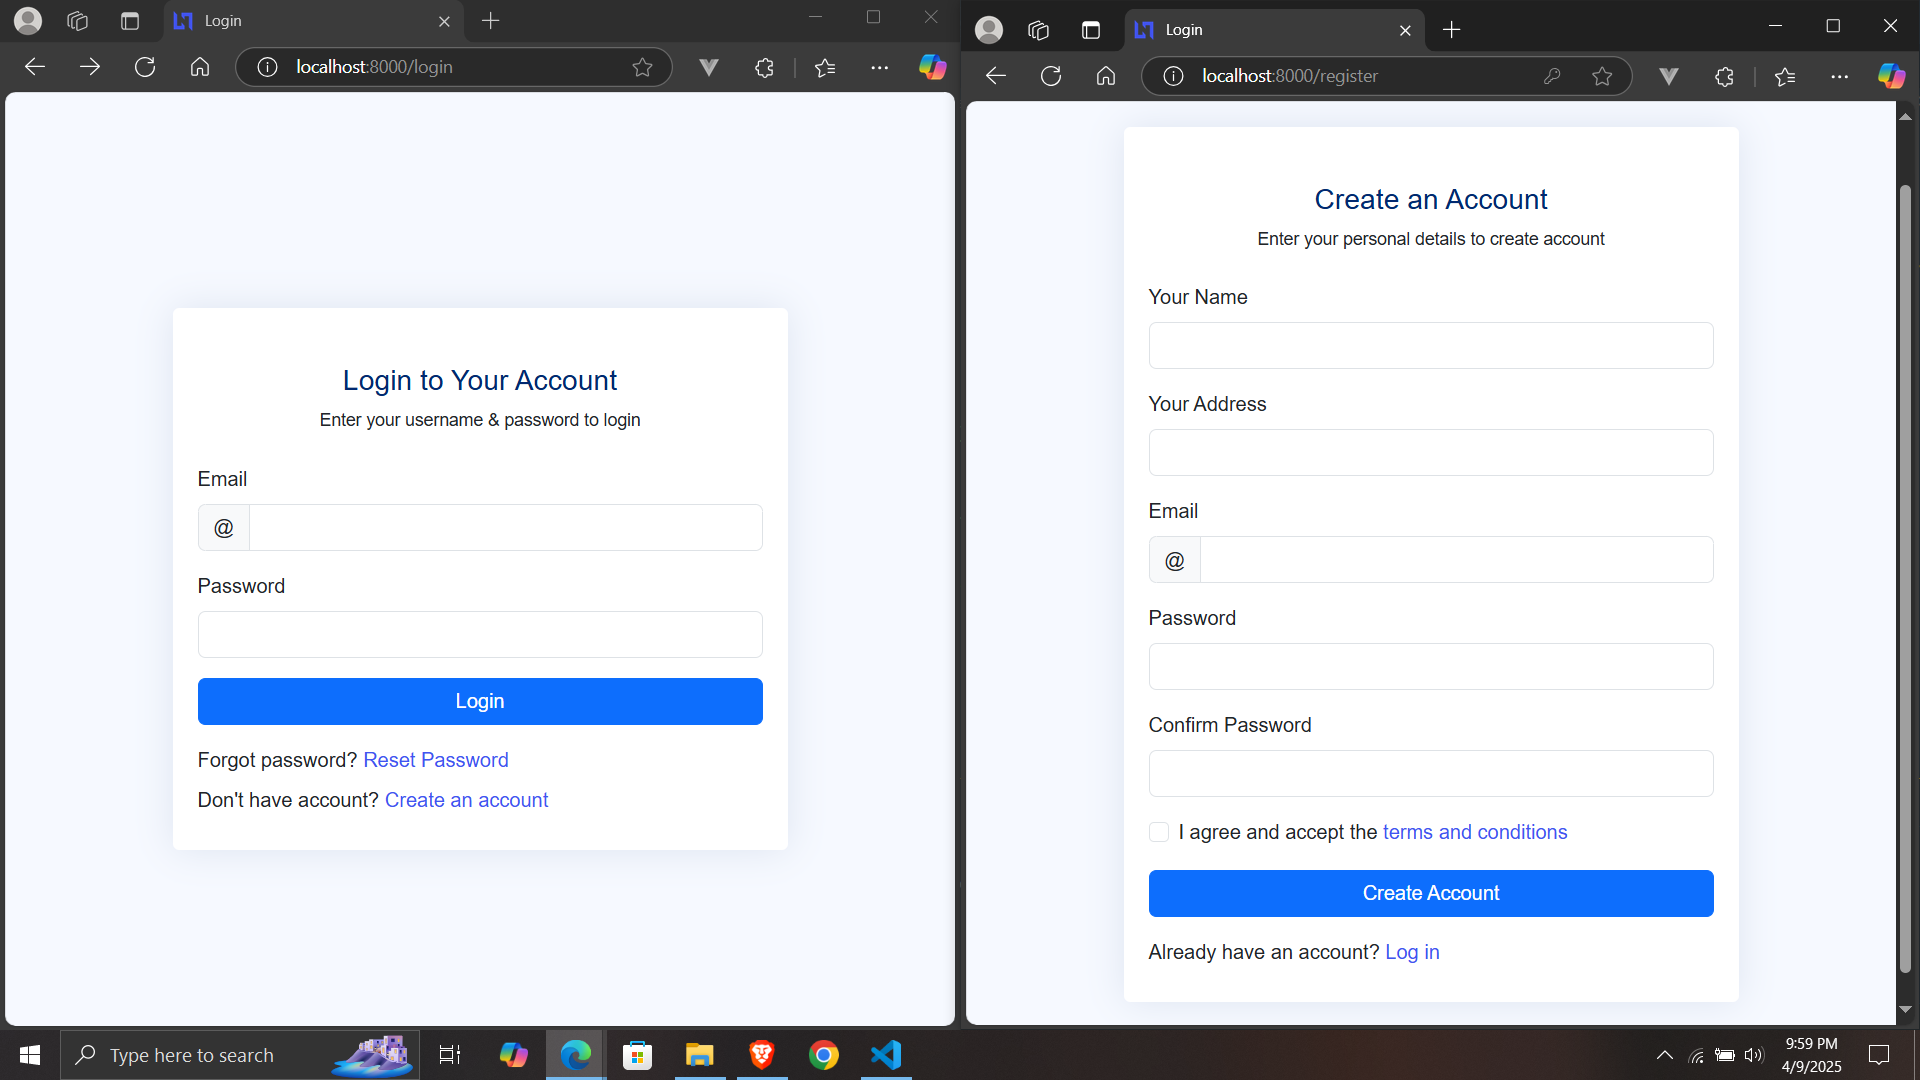 Login
localhost:8000/login
Login to Your Account
Enter your username & password to login
Email
@
Password
Login
Forgot password? Reset Password
Don't have account? Create an account
Login
localhost:8000/register
Create an Account
Enter your personal details to create account
Your Name
Your Address
Email
@
Password
Confirm Password
I agree and accept the terms and conditions
Create Account
Already have an account? Log in
Type here to search
9:59 PM
4/9/2025